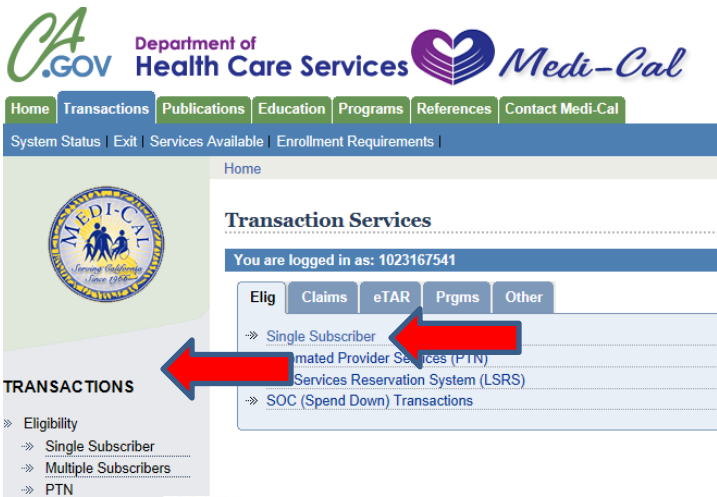 CA
.GOV
Department of
Health Care Services
Medi-Cal
Home Transactions Publications Education Programs References Contact Medi-Cal
System Status | Exit | Services Available | Enrollment Requirements |
Home
MEDI-CAL
Serving California
Since 1966
Transaction Services
You are logged in as: 1023167541
Elig Claims eTAR Prgms Other
Single Subscriber
mated Provider Services (PTN)
Services Reservation System (LSRS)
SOC (Spend Down) Transactions
TRANSACTIONS
» Eligibility
Single Subscriber
Multiple Subscribers
PTN